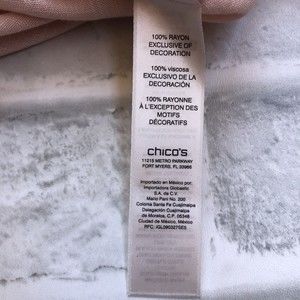 100% RAYON
EXCLUSIVE OF
DECORATION
100% viscosa
EXCLUSIVO DE LA
DECORACIÓN
100% RAYONNE
À L'EXCEPTION DES
MOTIFS
DÉCORATIFS
chico's
11215 METRO PARKWAY
FORT MYERS, FL 33966
Importado en México por:
Importadora Globastic
S.A. de C.V.
Mario Pani No. 200
Colonia Santa Fe Cuajimalpa
Delegación Cuajimalpa
de Morelos, C.P. 05348
Ciudad de México, México
RFC: